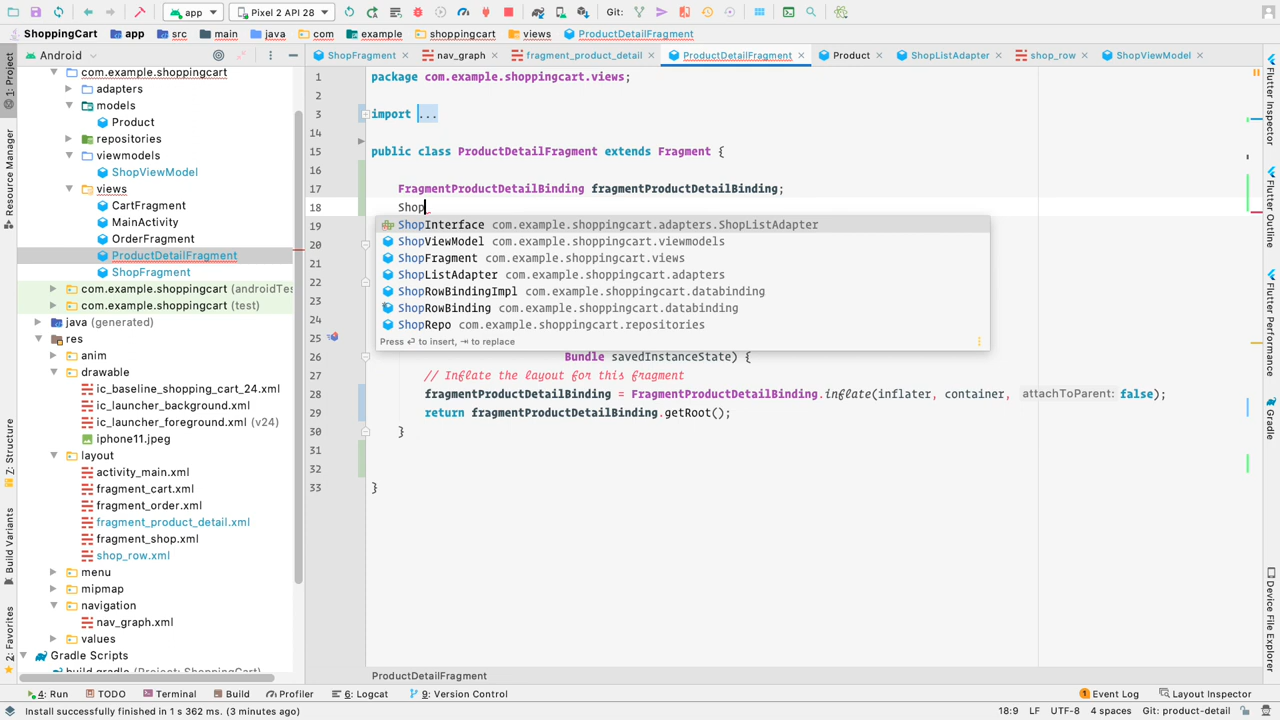 app
Pixel 2 API 28
Git:
ShoppingCart
app
src
main
java
com
example
shoppingcart
views
ProductDetailFragment
Android
ShopFragment
nav_graph
fragment_product_detail
ProductDetailFragment
Product
ShopListAdapter
shop_row
ShopViewModel
1: Project
Resource Manager
Z: Structure
Build Variants
2: Favorites
com.example.shoppingcart
adapters
models
Product
repositories
viewmodels
ShopViewModel
views
CartFragment
MainActivity
OrderFragment
ProductDetailFragment
ShopFragment
com.example.shoppingcart (androidTes
com.example.shoppingcart (test)
java (generated)
res
anim
drawable
ic_baseline_shopping_cart_24.xml
ic_launcher_background.xml
ic_launcher_foreground.xml (v24)
iphone11.jpeg
layout
activity_main.xml
fragment_cart.xml
fragment_order.xml
fragment_product_detail.xml
fragment_shop.xml
shop_row.xml
menu
mipmap
navigation
nav_graph.xml
values
Gradle Scripts
1 package com.example.shoppingcart.views;
2
3 import ...
14
15 public class ProductDetailFragment extends Fragment {
16
17 FragmentProductDetailBinding fragmentProductDetailBinding;
18 Shop
19
ShopInterface com.example.shoppingcart.adapters.ShopListAdapter
20
ShopViewModel com.example.shoppingcart.viewmodels
21
ShopFragment com.example.shoppingcart.views
22
ShopListAdapter com.example.shoppingcart.adapters
23
ShopRowBindingImpl com.example.shoppingcart.databinding
ShopRowBinding com.example.shoppingcart.databinding
24
ShopRepo com.example.shoppingcart.repositories
25
Press ↵ to insert, ⇥ to replace
26 Bundle savedInstanceState) {
27 // Inflate the layout for this fragment
28 fragmentProductDetailBinding = FragmentProductDetailBinding.inflate(inflater, container, attachToParent: false);
29 return fragmentProductDetailBinding.getRoot();
30 }
31
32
33 }
ProductDetailFragment
Flutter Inspector
Flutter Outline
Flutter Performance
Gradle
Device File Explorer
4: Run
TODO
Terminal
Build
Profiler
6: Logcat
9: Version Control
1 Event Log
Layout Inspector
Install successfully finished in 1 s 362 ms. (3 minutes ago)
18:9 LF UTF-8 4 spaces Git: product-detail